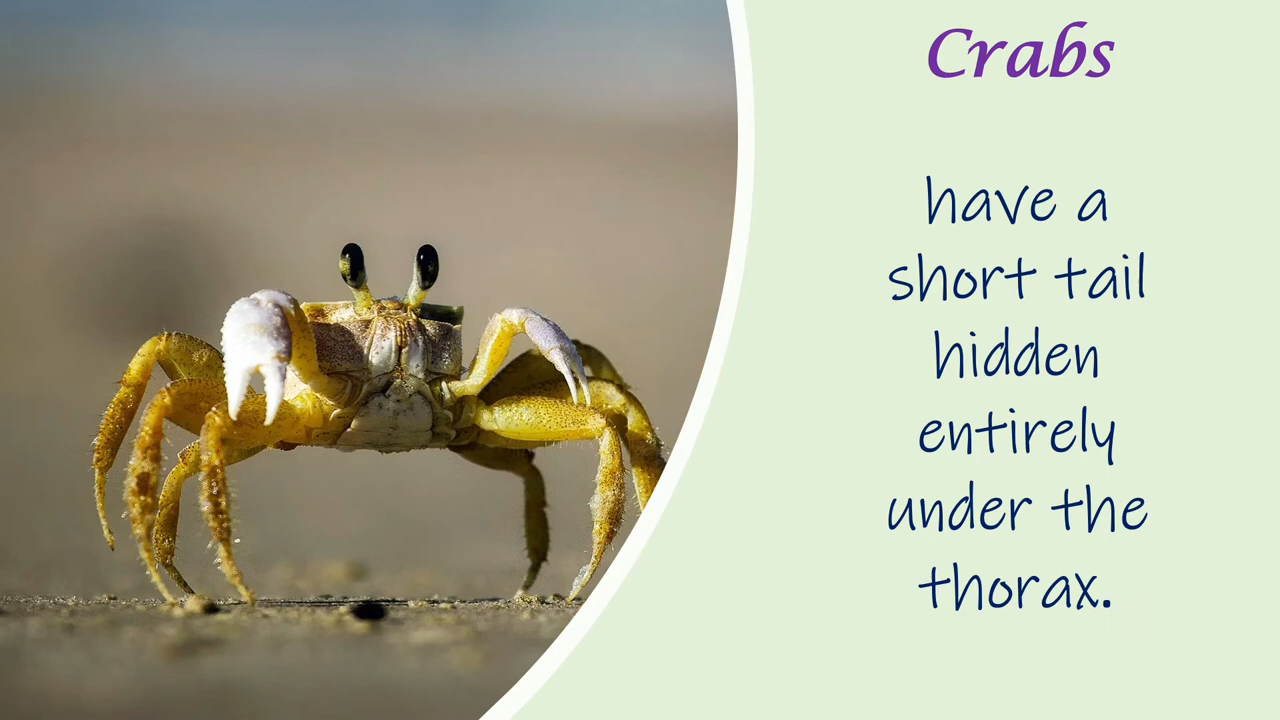 Crabs
have a
short tail
hidden
entirely
under the
thorax.